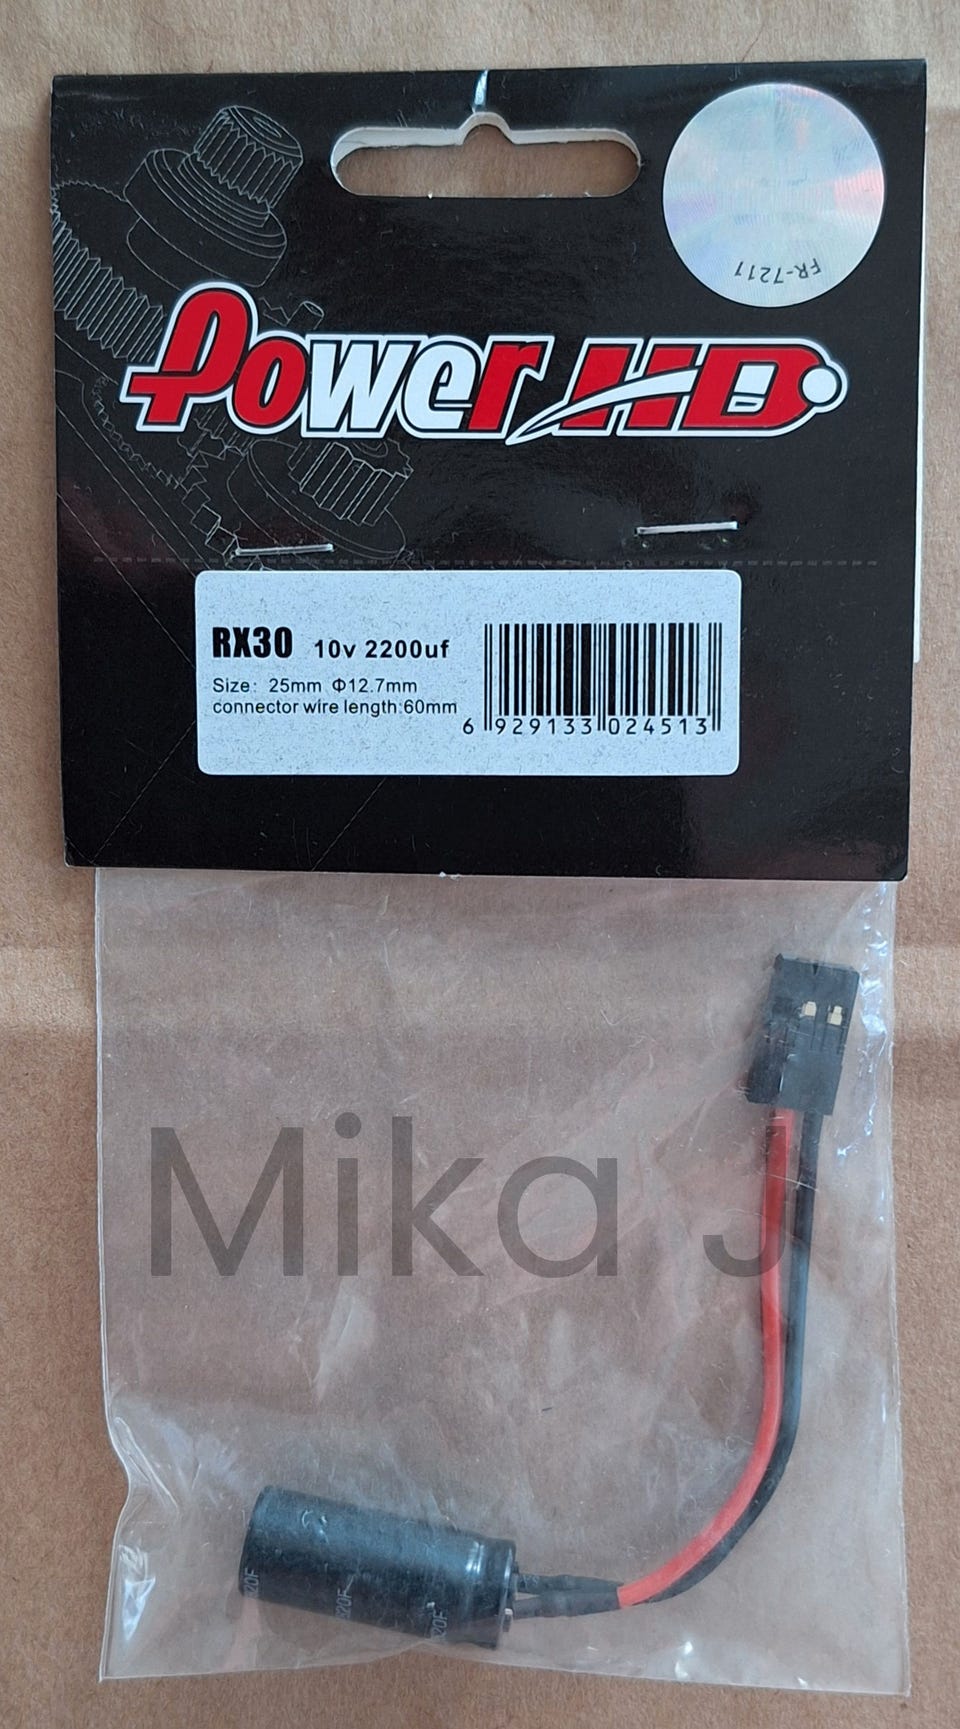 FR-7211
Power HD
RX30 10v 2200uf
Size: 25mm Φ12.7mm
connector wire length:60mm
6 929133 024513
Mika J